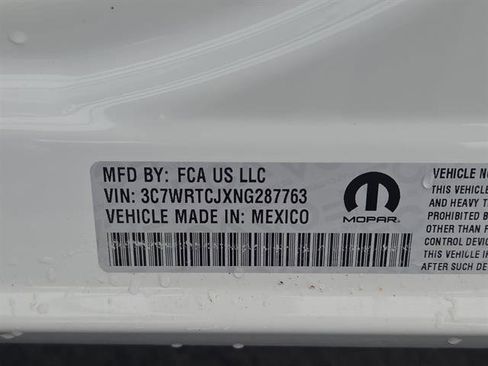 MFD BY: FCA US LLC
VIN: 3C7WRTCJXNG287763
VEHICLE MADE IN: MEXICO
MOPAR
VEHICLE NO
THIS VEHICLE
AND HEAVY T
PROHIBITED B
OTHER THAN F
CONTROL DEVIC
THIS VEHICLE IN
AFTER SUCH DE